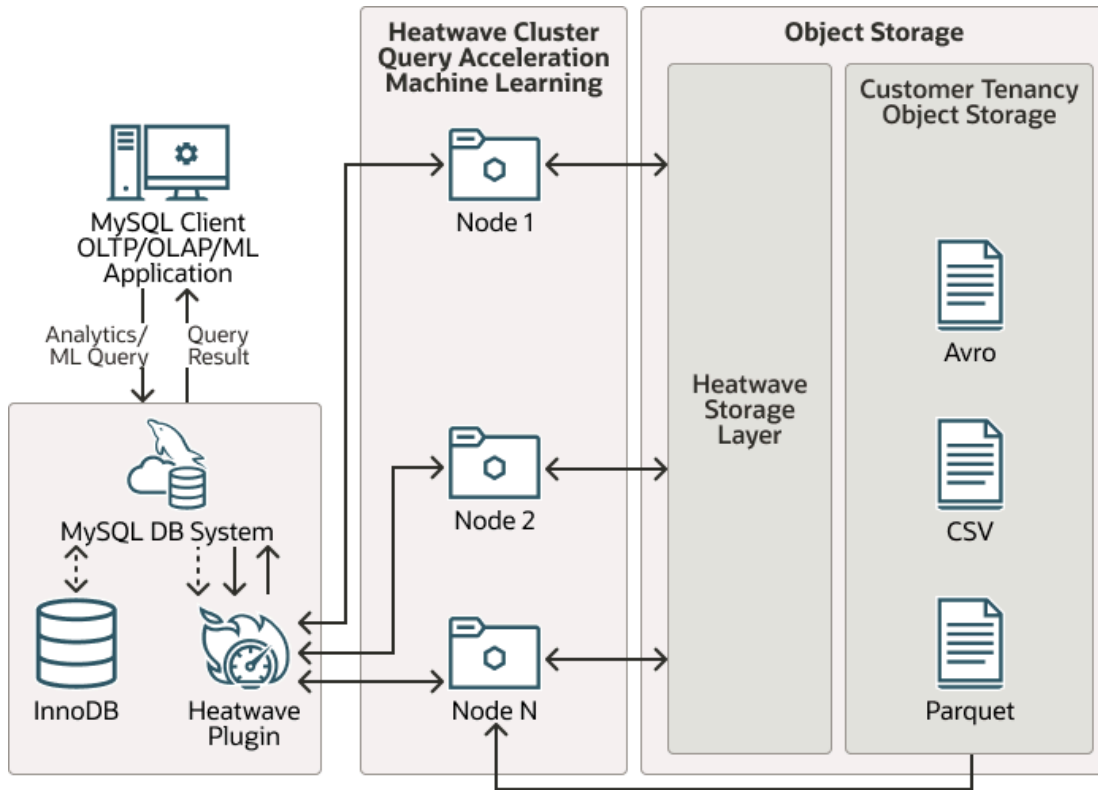 Heatwave Cluster
Query Acceleration
Machine Learning
Object Storage
Customer Tenancy
Object Storage
MySQL Client
OLTP/OLAP/ML
Application
Node 1
Analytics/
ML Query
Query
Result
Avro
Heatwave
Storage
Layer
MySQL DB System
Node 2
CSV
InnoDB
Heatwave
Plugin
Node N
Parquet